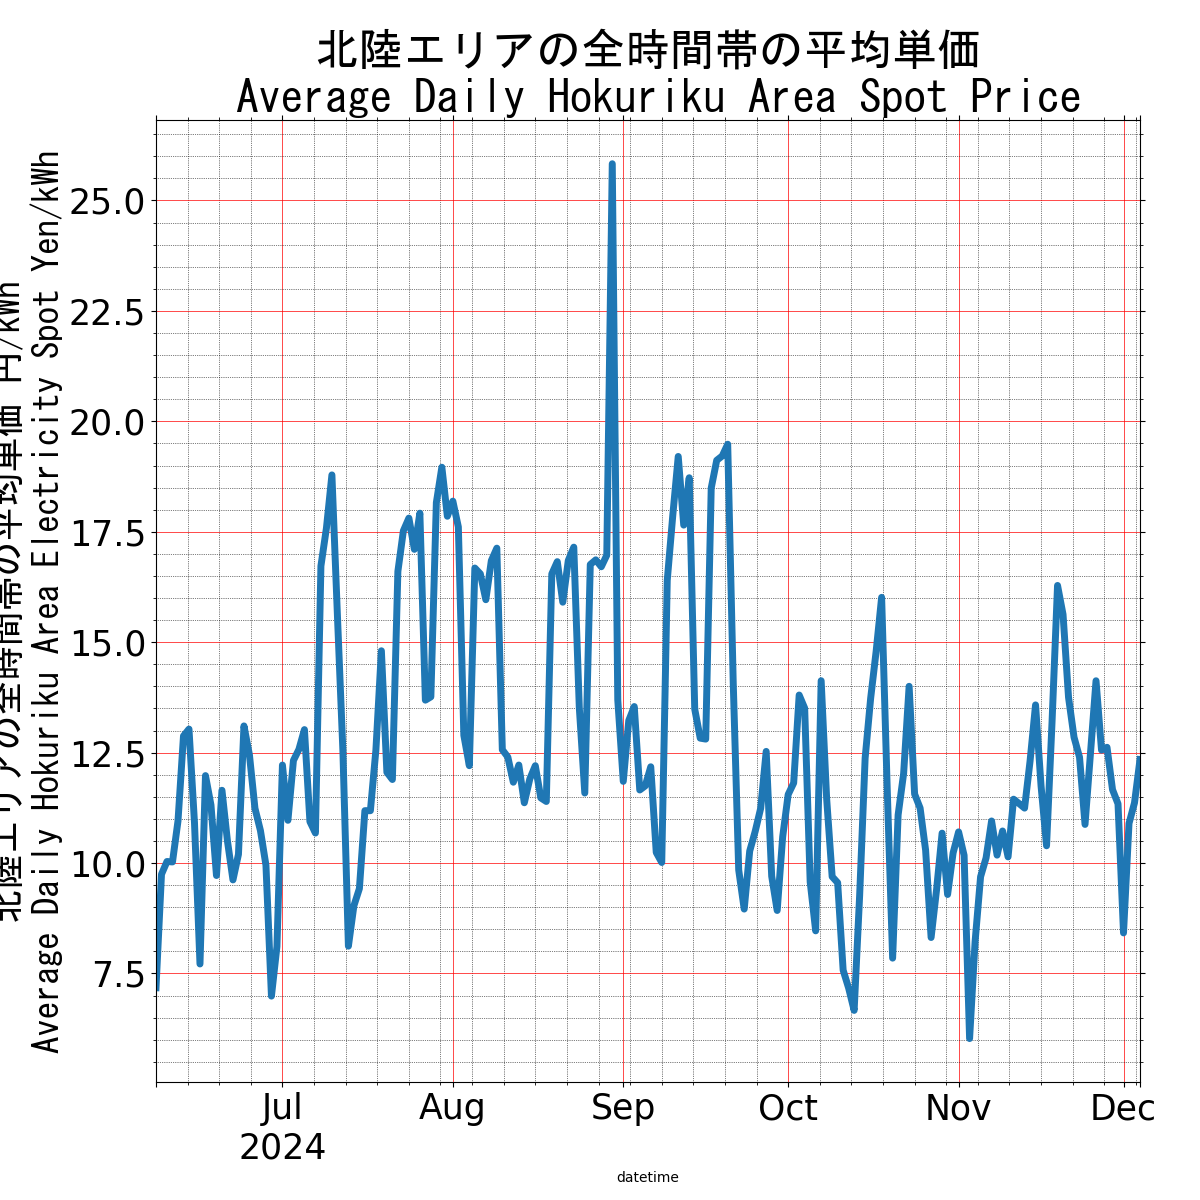 北陸エリアの全時間帯の平均単価
Average Daily Hokuriku Area Spot Price
北陸エリアの全時間帯の平均単価 円/kWh
Average Daily Hokuriku Area Electricity Spot Yen/kWh
25.0
22.5
20.0
17.5
15.0
12.5
10.0
7.5
Jul Aug Sep Oct Nov Dec
2024
datetime